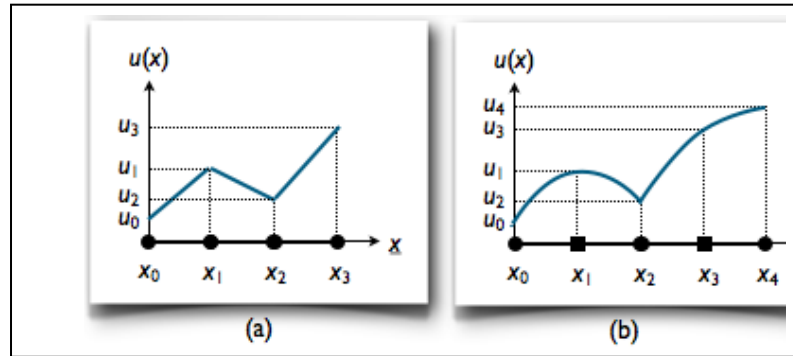 u(x)
u₃
u₁
u₂
u₀
x
x₀ x₁ x₂ x₃
(a)
u(x)
u₄
u₃
u₁
u₂
u₀
x₀ x₁ x₂ x₃ x₄
(b)